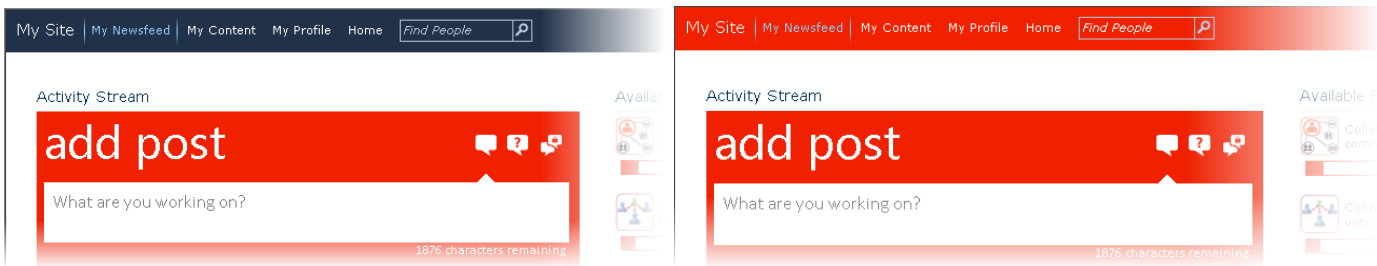 My Site My Newsfeed My Content My Profile Home Find People
Activity Stream
add post
What are you working on?
1876 characters remaining
My Site My Newsfeed My Content My Profile Home Find People
Activity Stream
Available
add post
What are you working on?
1876 characters remaining